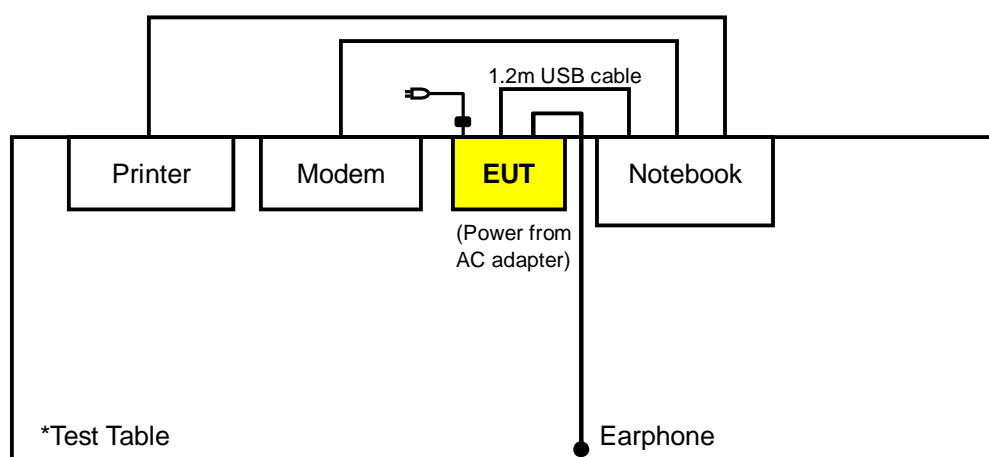 1.2m USB cable
Printer
Modem
EUT
Notebook
(Power from
AC adapter)
*Test Table
Earphone